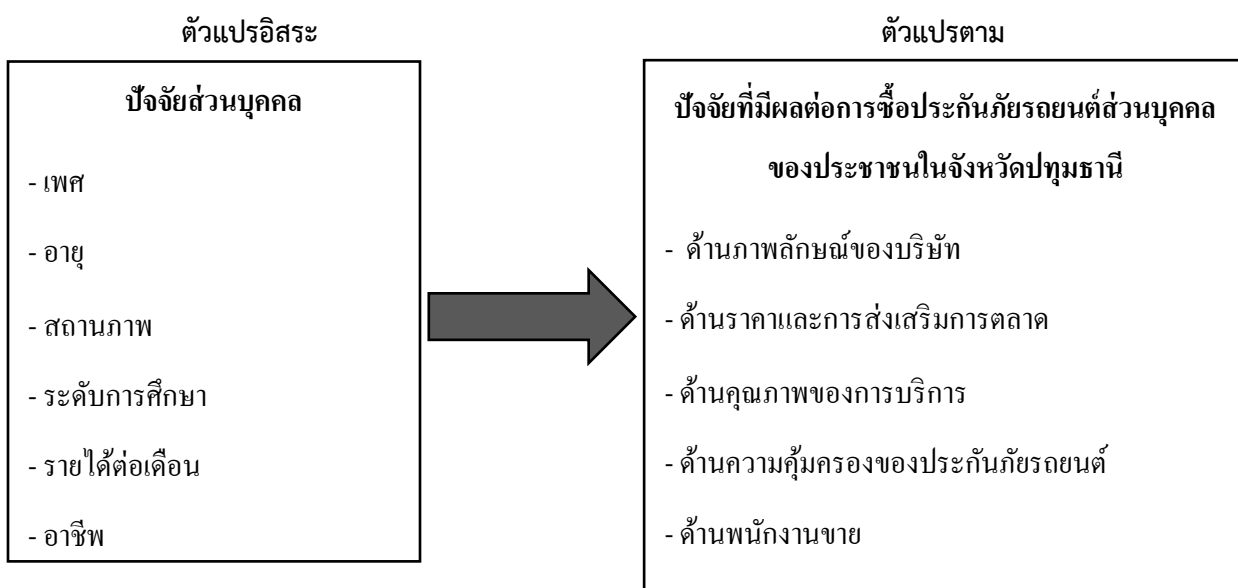 ตัวแปรอิสระ
ปัจจัยส่วนบุคคล
- เพศ
- อายุ
- สถานภาพ
- ระดับการศึกษา
- รายได้ต่อเดือน
- อาชีพ
ตัวแปรตาม
ปัจจัยที่มีผลต่อการซื้อประกันภัยรถยนต์ส่วนบุคคล
ของประชาชนในจังหวัดปทุมธานี
- ด้านภาพลักษณ์ของบริษัท
- ด้านราคาและการส่งเสริมการตลาด
- ด้านคุณภาพของการบริการ
- ด้านความคุ้มครองของประกันภัยรถยนต์
- ด้านพนักงานขาย